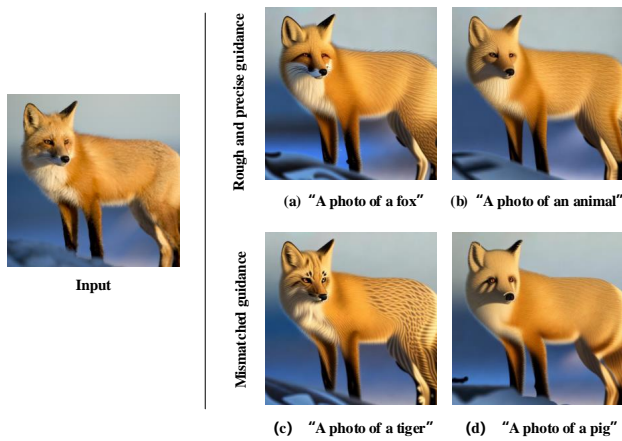 Input
Rough and precise guidance
(a) “A photo of a fox”
(b) “A photo of an animal”
Mismatched guidance
(c) “A photo of a tiger”
(d) “A photo of a pig”